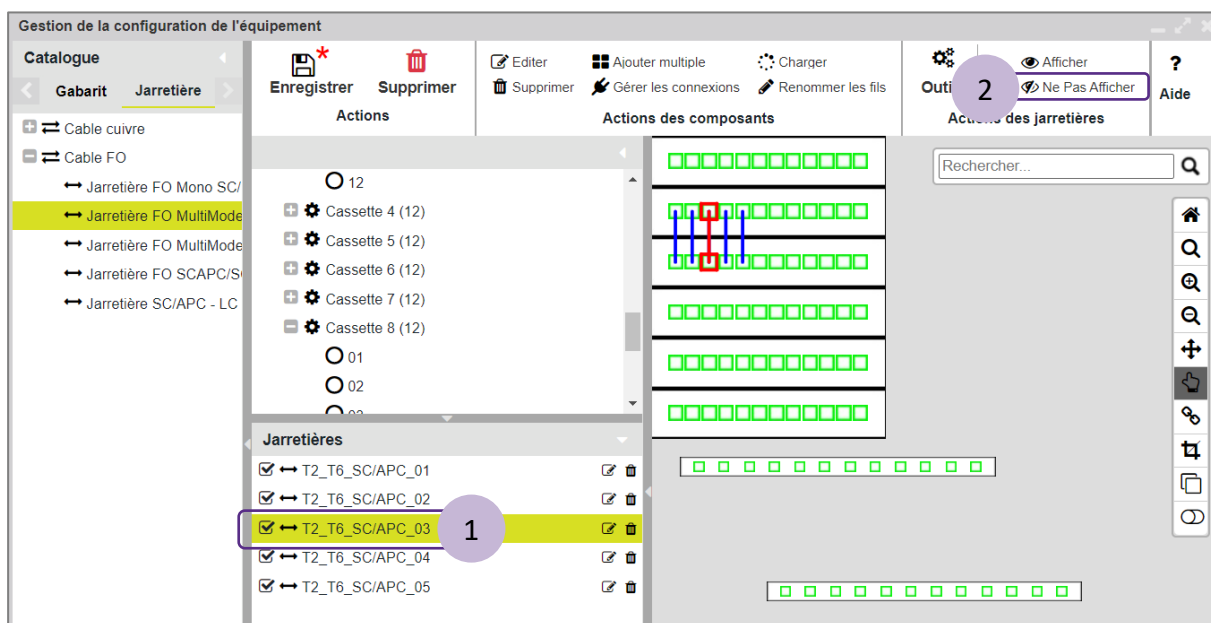 Gestion de la configuration de l'équipement
Catalogue
Gabarit Jarretière
Cable cuivre
Cable FO
Jarretière FO Mono SC/
Jarretière FO MultiMode
Jarretière FO MultiMode
Jarretière FO SCAPC/S
Jarretière SC/APC - LC
Enregistrer Supprimer
Actions
Editer Ajouter multiple Charger
Supprimer Gérer les connexions Renommer les fils
Actions des composants
Afficher
2 Ne Pas Afficher
des jarretières
?
Aide
Rechercher...
12
Cassette 4 (12)
Cassette 5 (12)
Cassette 6 (12)
Cassette 7 (12)
Cassette 8 (12)
01
02
Jarretières
T2_T6_SC/APC_01
T2_T6_SC/APC_02
T2_T6_SC/APC_03 1
T2_T6_SC/APC_04
T2_T6_SC/APC_05